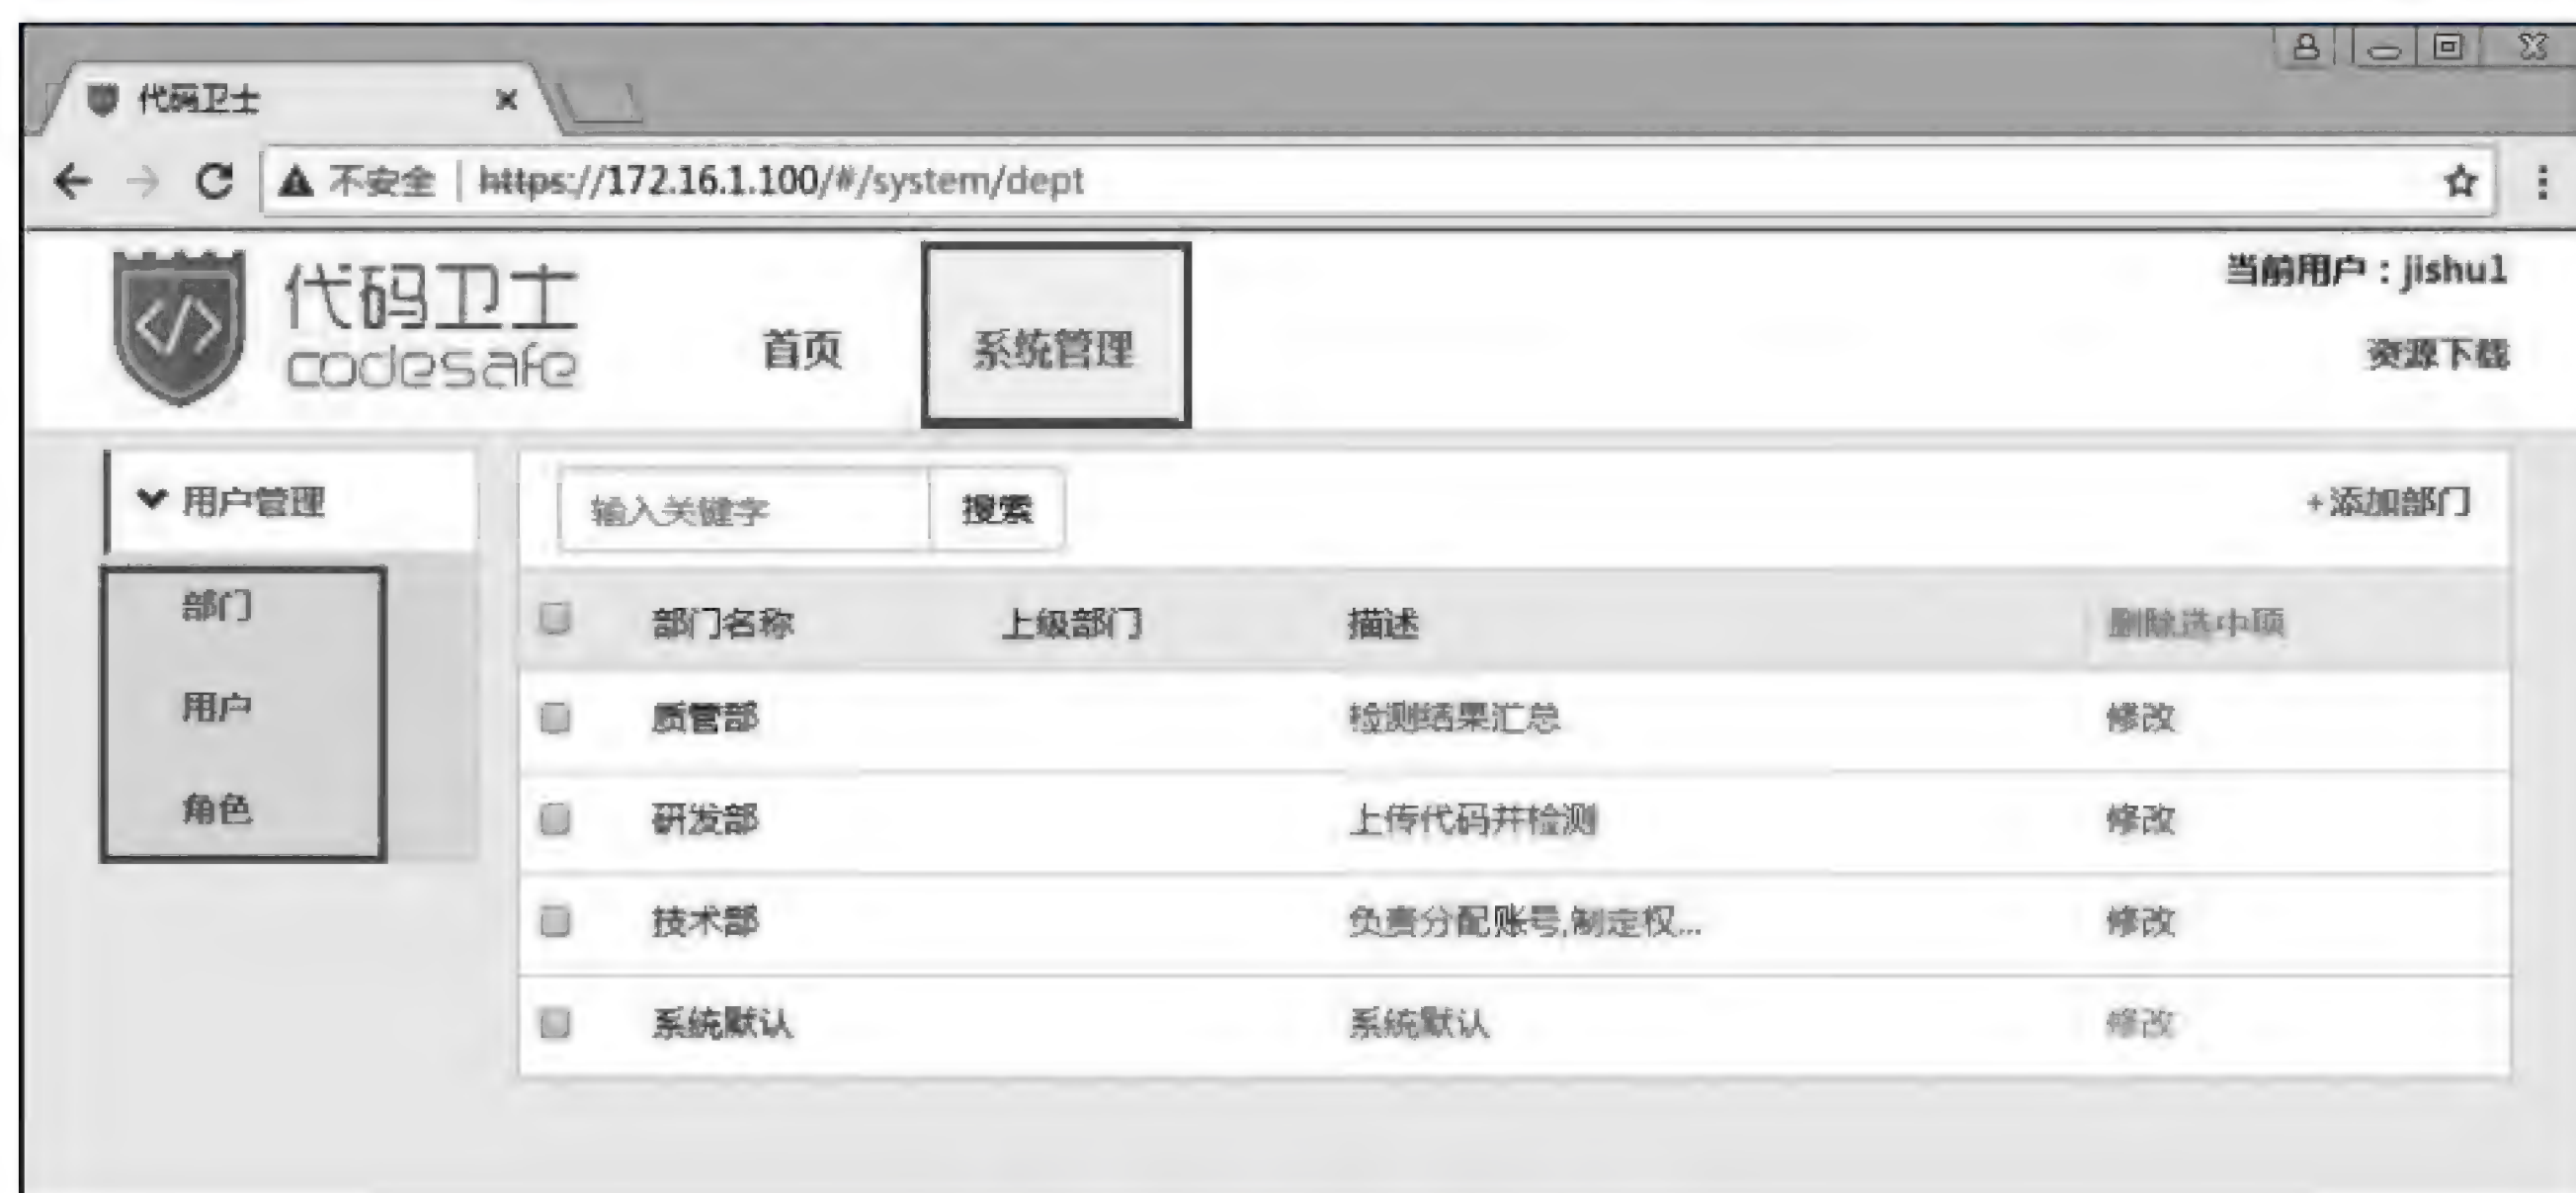 代码卫士
不安全 | https://172.16.1.100/#/system/dept
代码卫士
codesafe
首页
系统管理
当前用户：jishu1
资源下载
用户管理
部门
用户
角色
输入关键字 搜索 +添加部门
部门名称 上级部门 描述 删除选中项
质管部 检测结果汇总 修改
研发部 上传代码并检测 修改
技术部 负责分配账号,制定权... 修改
系统默认 系统默认 修改